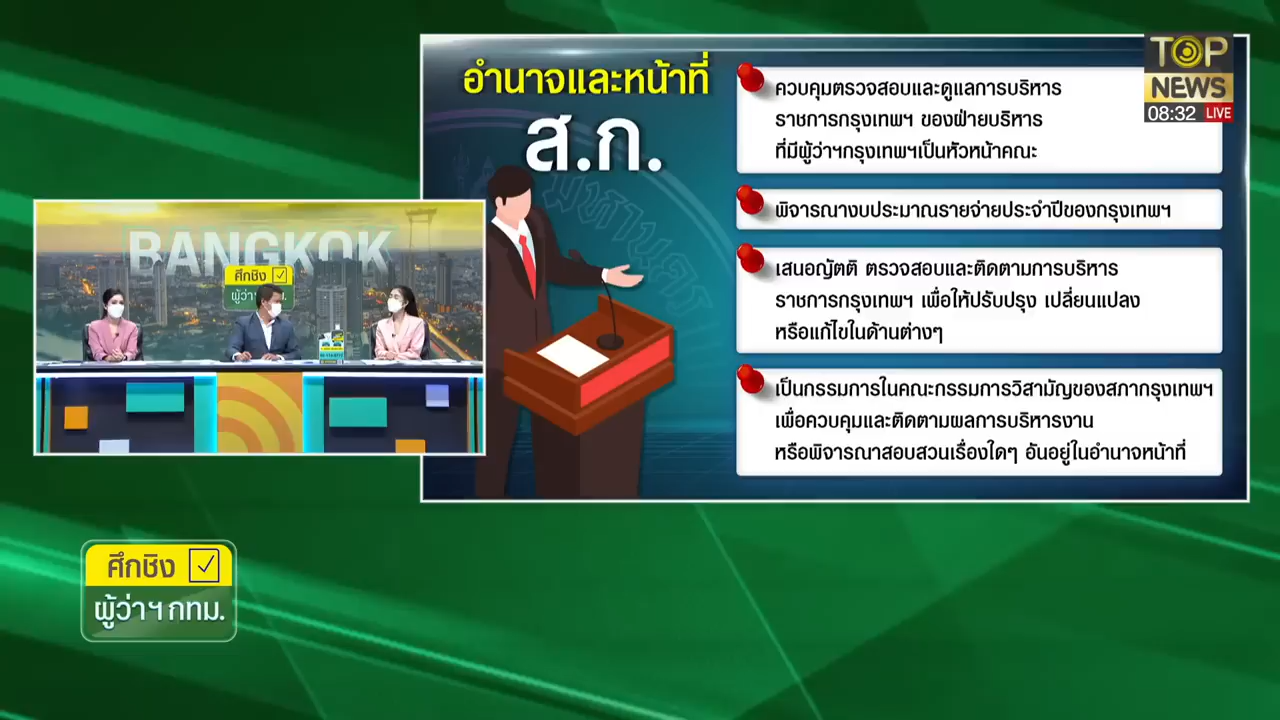 TOP
NEWS
08:32 LIVE
อำนาจและหน้าที่
ส.ก.
ควบคุมตรวจสอบและดูแลการบริหาร
ราชการกรุงเทพฯ ของฝ่ายบริหาร
ที่มีผู้ว่าฯกรุงเทพฯเป็นหัวหน้าคณะ
พิจารณางบประมาณรายจ่ายประจำปีของกรุงเทพฯ
เสนอญัตติ ตรวจสอบและติดตามการบริหาร
ราชการกรุงเทพฯ เพื่อให้ปรับปรุง เปลี่ยนแปลง
หรือแก้ไขในด้านต่างๆ
เป็นกรรมการในคณะกรรมการวิสามัญของสภากรุงเทพฯ
เพื่อควบคุมและติดตามผลการบริหารงาน
หรือพิจารณาสอบสวนเรื่องใดๆ อันอยู่ในอำนาจหน้าที่
BANGKOK
ศึกชิง
ผู้ว่าฯ กทม.
ศึกชิง
ผู้ว่าฯ กทม.